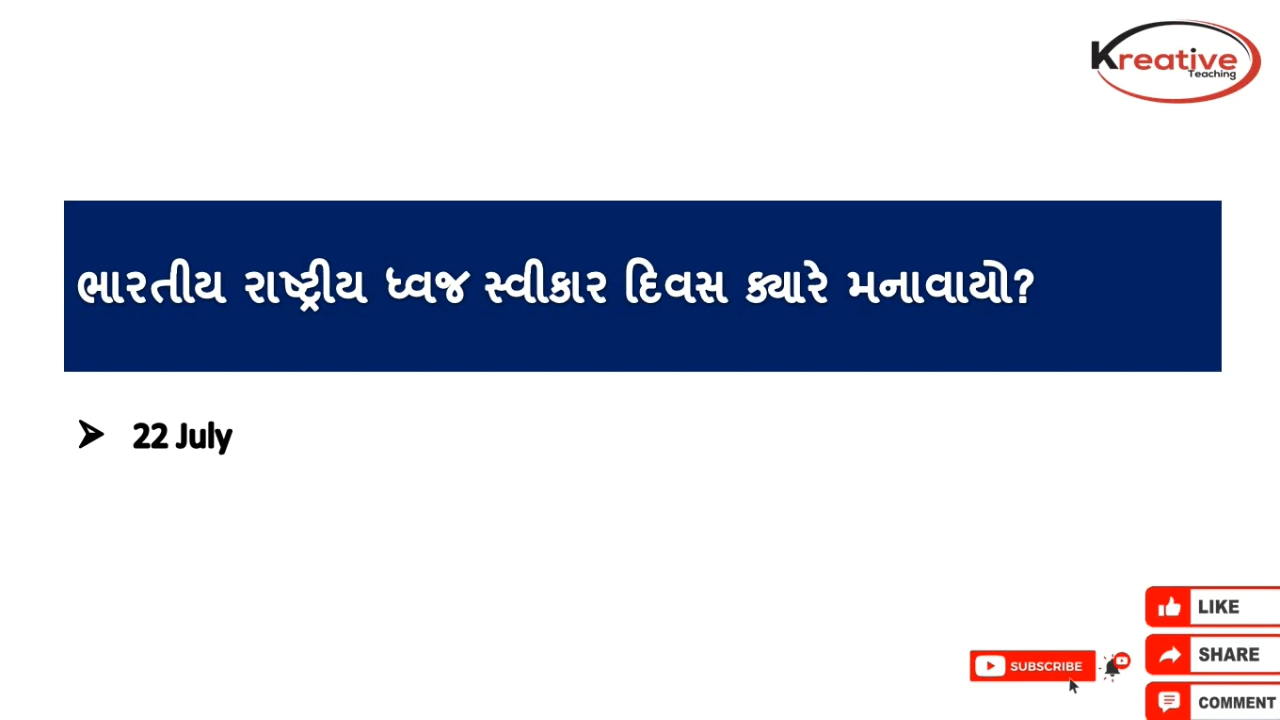 Kreative
Teaching
ભારતીય રાષ્ટ્રીય ધ્વજ સ્વીકાર દિવસ ક્યારે મનાવાયો?
➢ 22 July
LIKE
SHARE
SUBSCRIBE
COMMENT